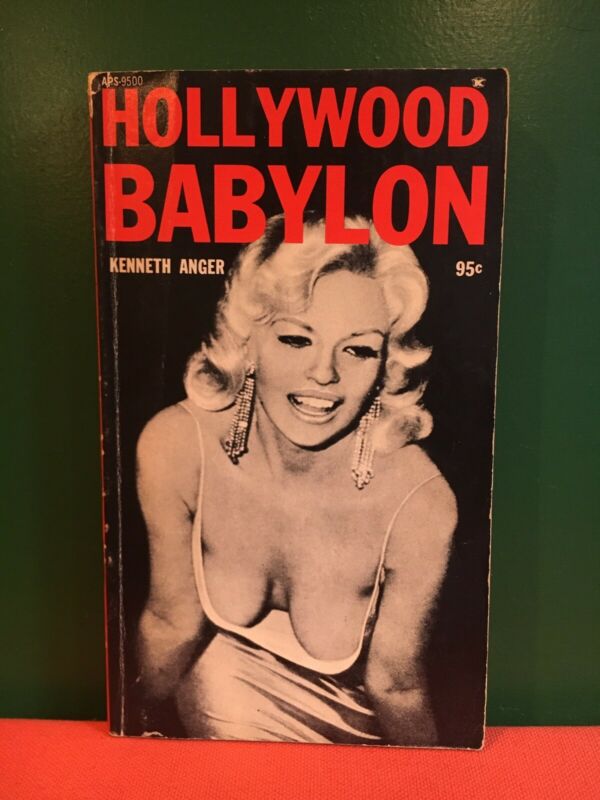 APS-9500
HOLLYWOOD
BABYLON
KENNETH ANGER
95c